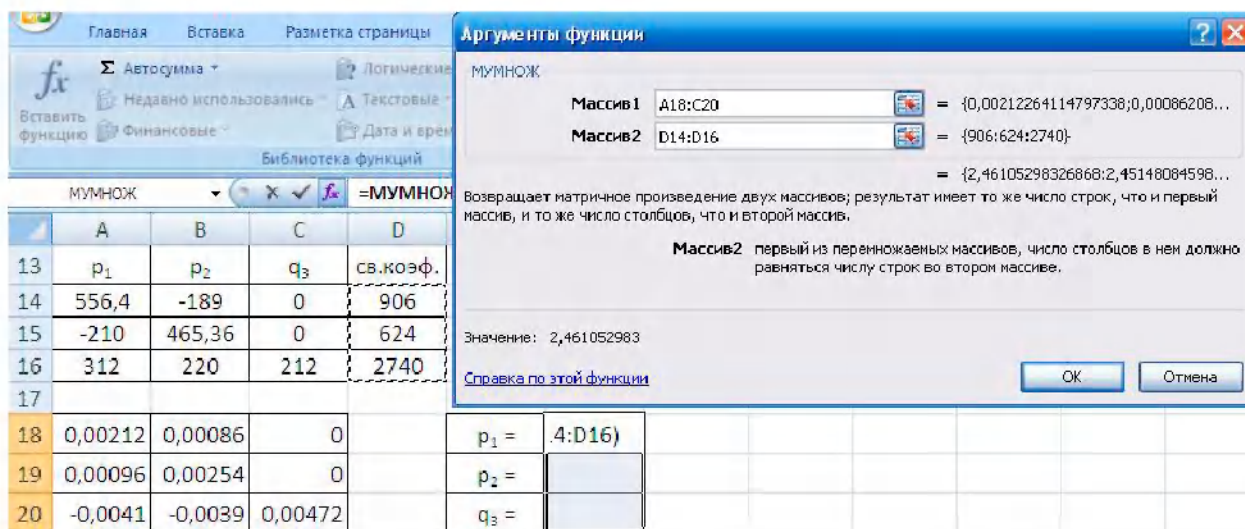 Главная Вставка Разметка страницы
fx
Вставить функцию
Σ Автосумма
Недавно использовались
Финансовые
Логические
Текстовые
Дата и врем
Библиотека функций
МУМНОЖ fx =МУМНОЖ
A B C D
13 p₁ p₂ q₃ св.коэф.
14 556,4 -189 0 906
15 -210 465,36 0 624
16 312 220 212 2740
17
18 0,00212 0,00086 0 p₁ = .4:D16)
19 0,00096 0,00254 0 p₂ =
20 -0,0041 -0,0039 0,00472 q₃ =
Аргументы функции
МУМНОЖ
Массив1 A18:C20 = {0,00212264114797338;0,00086208...
Массив2 D14:D16 = {906:624:2740}
= {2,46105298326868:2,45148084598...
Возвращает матричное произведение двух массивов; результат имеет то же число строк, что и первый
массив, и то же число столбцов, что и второй массив.
Массив2 первый из перемножаемых массивов, число столбцов в нем должно
равняться числу строк во втором массиве.
Значение: 2,461052983
Справка по этой функции
ОК Отмена